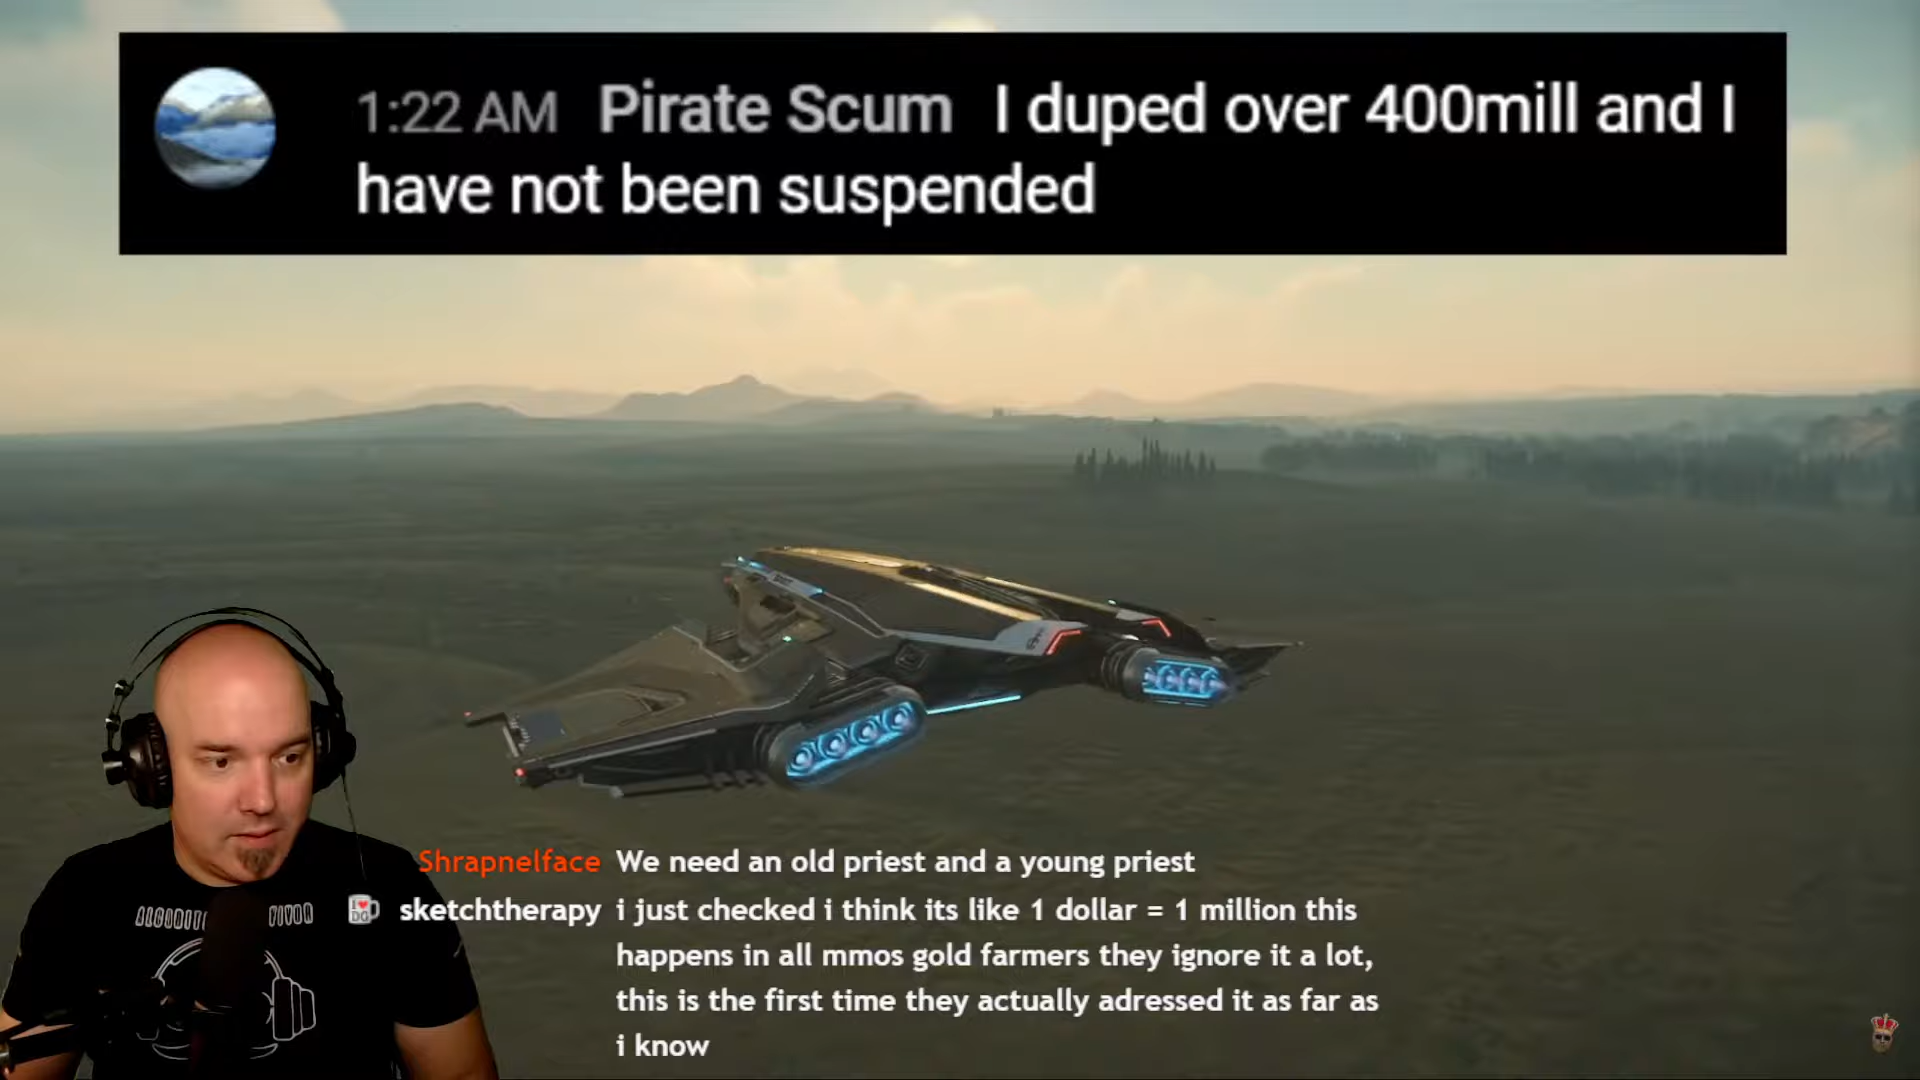 1:22 AM Pirate Scum I duped over 400mill and I
have not been suspended
Shrapnelface We need an old priest and a young priest
sketchtherapy i just checked i think its like 1 dollar = 1 million this
happens in all mmos gold farmers they ignore it a lot,
this is the first time they actually adressed it as far as
i know